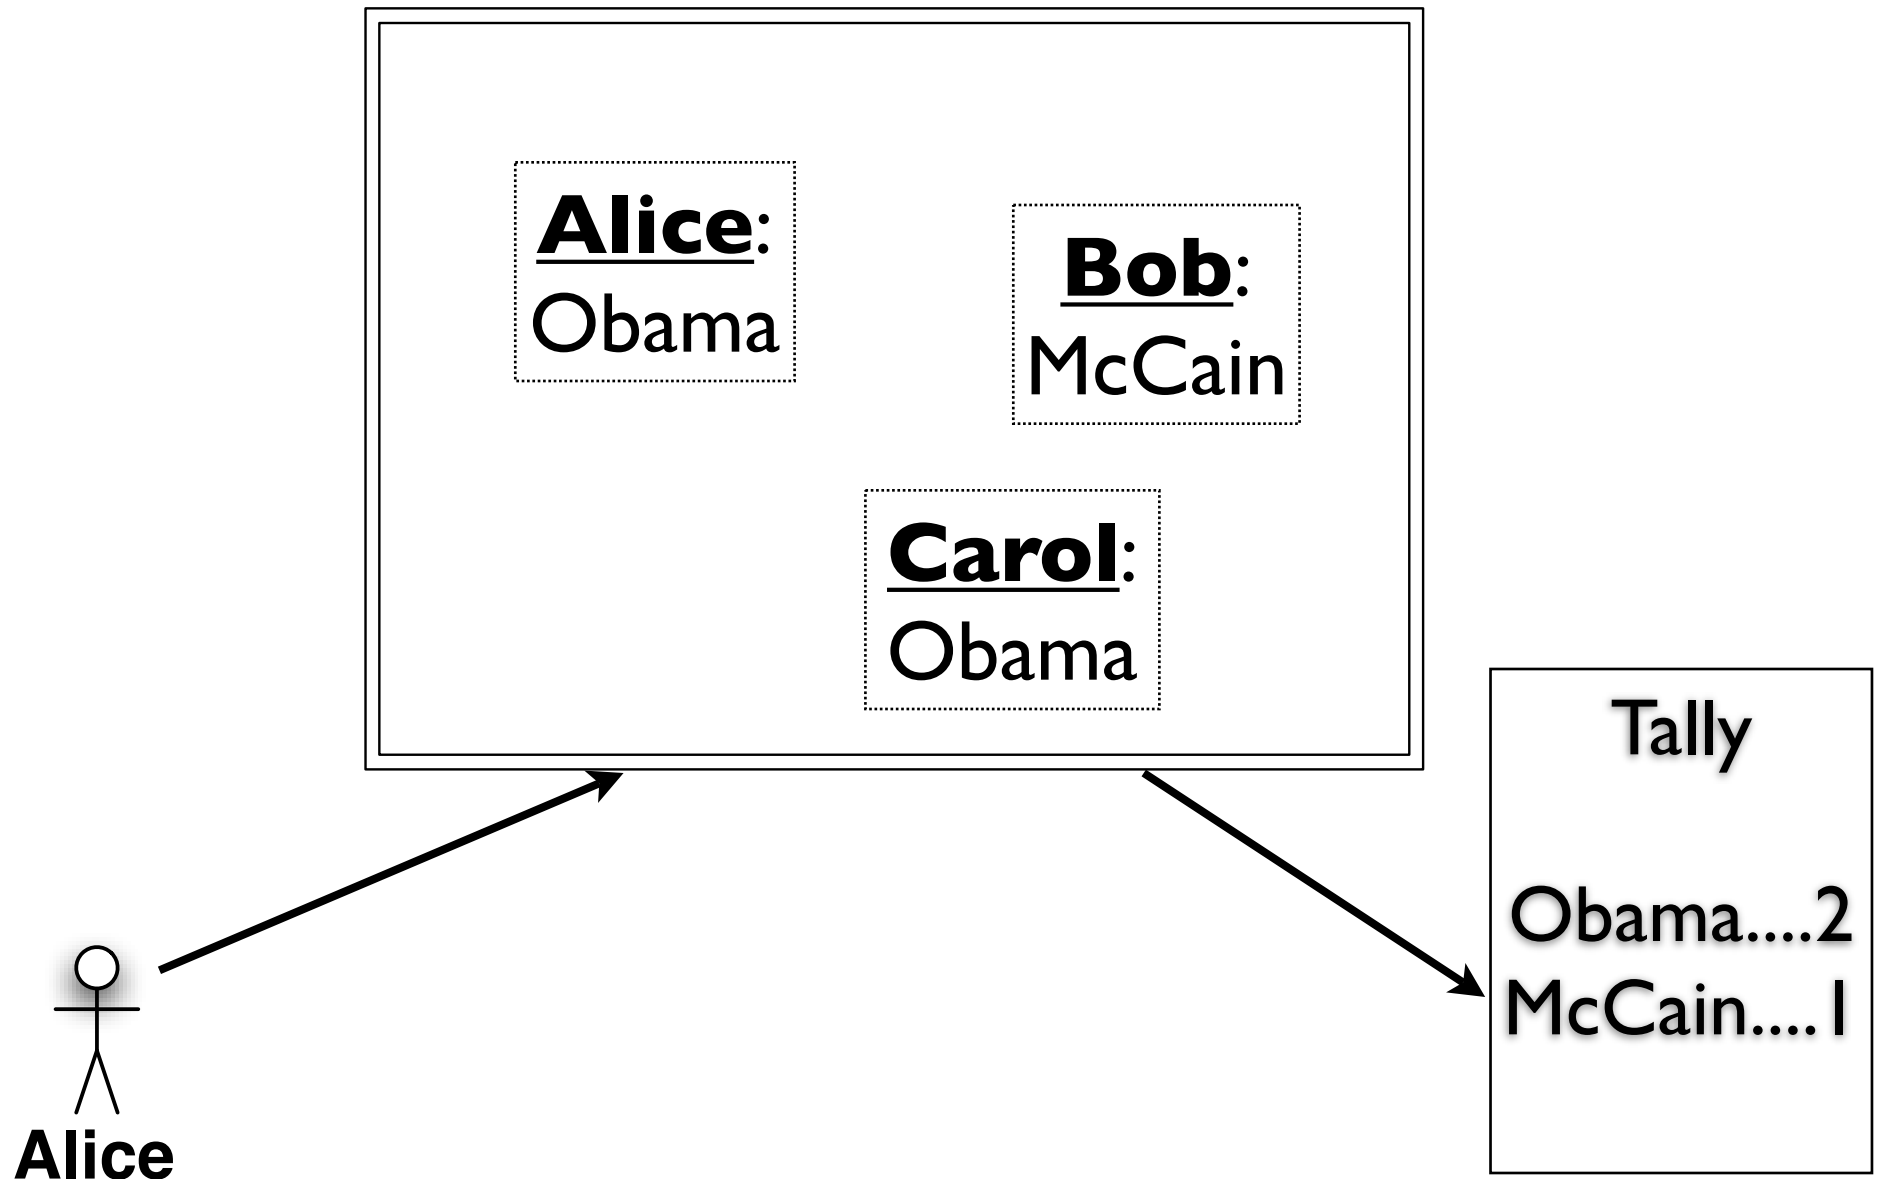 Alice:
Obama
Bob:
McCain
Carol:
Obama
Tally
Obama....2
McCain....1
Alice